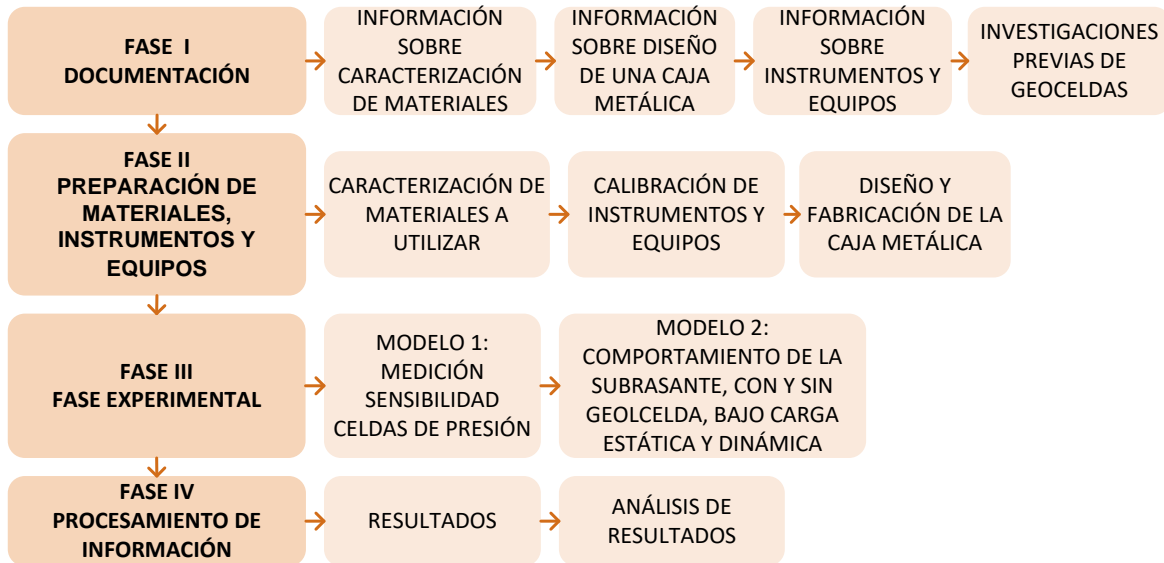 FASE I
DOCUMENTACIÓN
INFORMACIÓN
SOBRE
CARACTERIZACIÓN
DE MATERIALES
INFORMACIÓN
SOBRE DISEÑO
DE UNA CAJA
METÁLICA
INFORMACIÓN
SOBRE
INSTRUMENTOS Y
EQUIPOS
INVESTIGACIONES
PREVIAS DE
GEOCELDAS
FASE II
PREPARACIÓN DE
MATERIALES,
INSTRUMENTOS Y
EQUIPOS
CARACTERIZACIÓN DE
MATERIALES A
UTILIZAR
CALIBRACIÓN DE
INSTRUMENTOS Y
EQUIPOS
DISEÑO Y
FABRICACIÓN DE LA
CAJA METÁLICA
FASE III
FASE EXPERIMENTAL
MODELO 1:
MEDICIÓN
SENSIBILIDAD
CELDAS DE PRESIÓN
MODELO 2:
COMPORTAMIENTO DE LA
SUBRASANTE, CON Y SIN
GEOLCELDA, BAJO CARGA
ESTÁTICA Y DINÁMICA
FASE IV
PROCESAMIENTO DE
INFORMACIÓN
RESULTADOS
ANÁLISIS DE
RESULTADOS